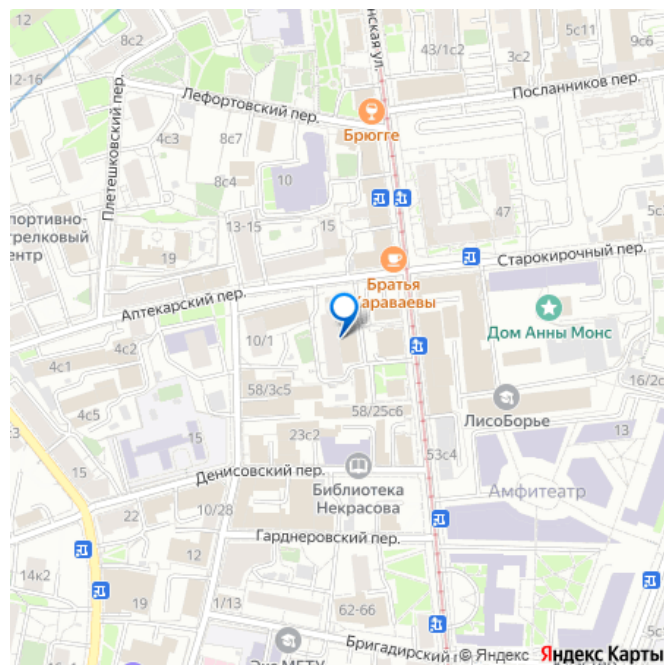 8с2
12-16
нская ул.
43/1с2
5с11
3с2
9с6
Посланников пер.
Лефортовский пер.
Брюгге
Плетешковский пер.
4с3
8с7
8с4
10
47
5с
портивно-
трелковый
ентр
13-15
15
19
Старокирочный пер.
Братья
Караваевы
Аптекарский пер.
Дом Анны Монс
10/1
4с2
4с1
58/3с5
16/2с
4с5
58/25с6
ЛисоБорье
23с2
13
15
15
53с4
Денисовский пер.
Библиотека
Некрасова
Амфитеатр
22
10/28
Гарднеровский пер.
12
14к2
19
1/13
62-66
5с1
Бригадирский п
© Яндекс Яндекс Карты